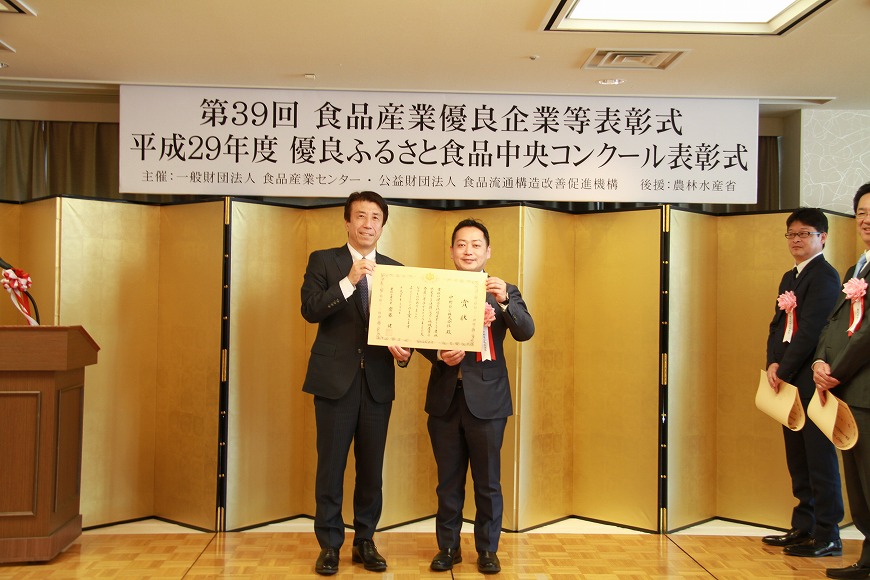 第39回 食品産業優良企業等表彰式
平成29年度 優良ふるさと食品中央コンクール表彰式
主催：一般財団法人 食品産業センター・公益財団法人 食品流通構造改善促進機構　後援：農林水産省
賞状